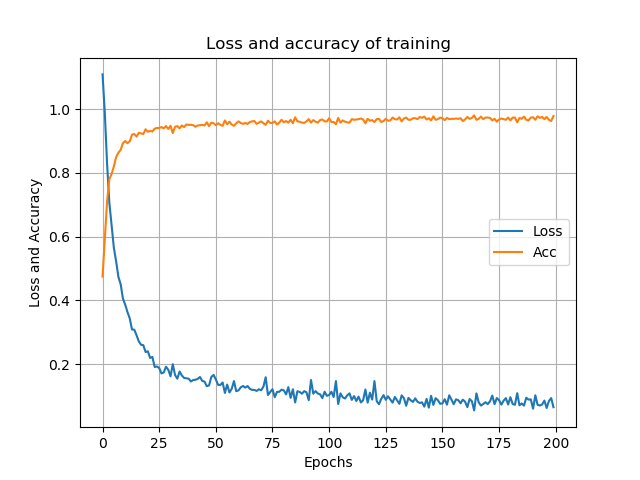 Loss and accuracy of training
Loss and Accuracy
1.0
0.8
0.6
0.4
0.2
Loss
Acc
0 25 50 75 100 125 150 175 200
Epochs